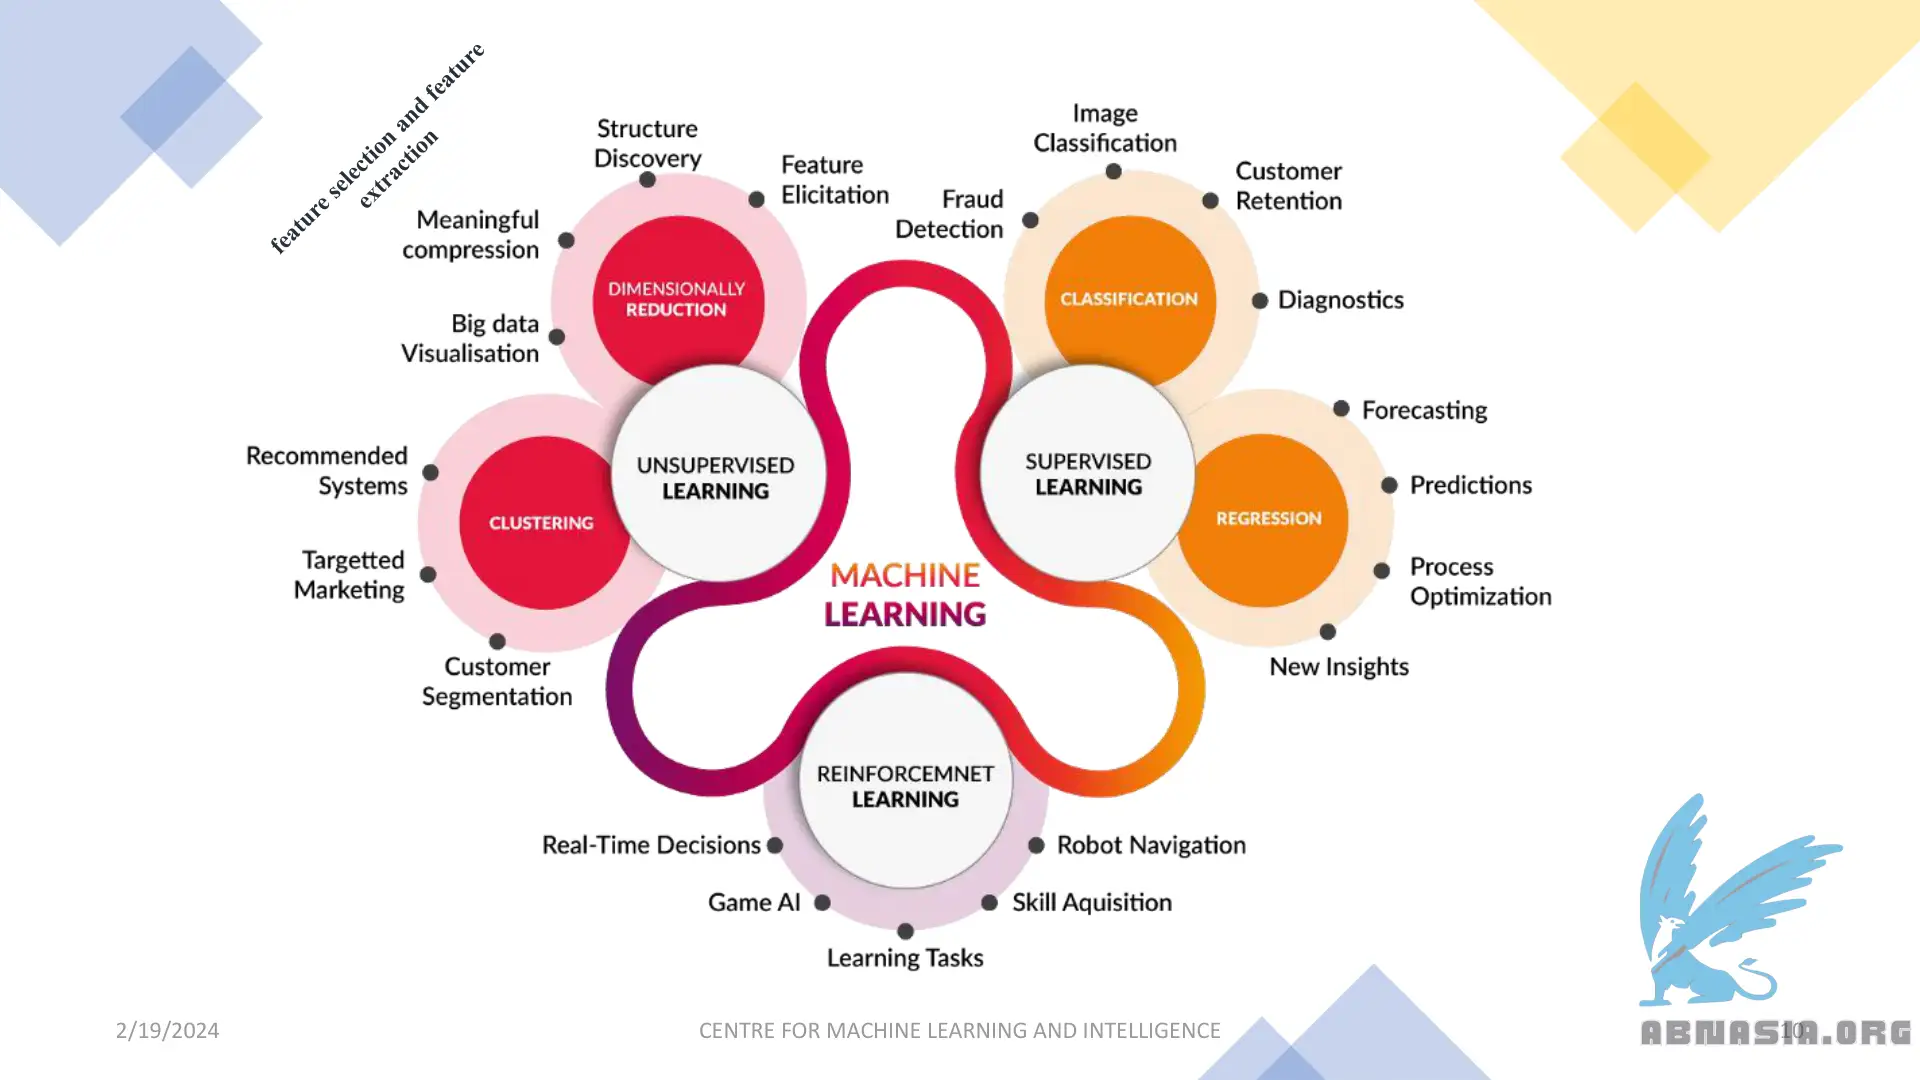 feature selection and feature
extraction
Structure
Discovery
Feature
Elicitation
Meaningful
compression
Big data
Visualisation
DIMENSIONALLY
REDUCTION
Recommended
Systems
Targetted
Marketing
Customer
Segmentation
CLUSTERING
UNSUPERVISED
LEARNING
Image
Classification
Customer
Retention
Fraud
Detection
Diagnostics
CLASSIFICATION
SUPERVISED
LEARNING
Forecasting
Predictions
Process
Optimization
New Insights
REGRESSION
MACHINE
LEARNING
REINFORCEMNET
LEARNING
Real-Time Decisions
Robot Navigation
Game AI
Skill Aquisition
Learning Tasks
2/19/2024
CENTRE FOR MACHINE LEARNING AND INTELLIGENCE
10
ABNASIA.ORG